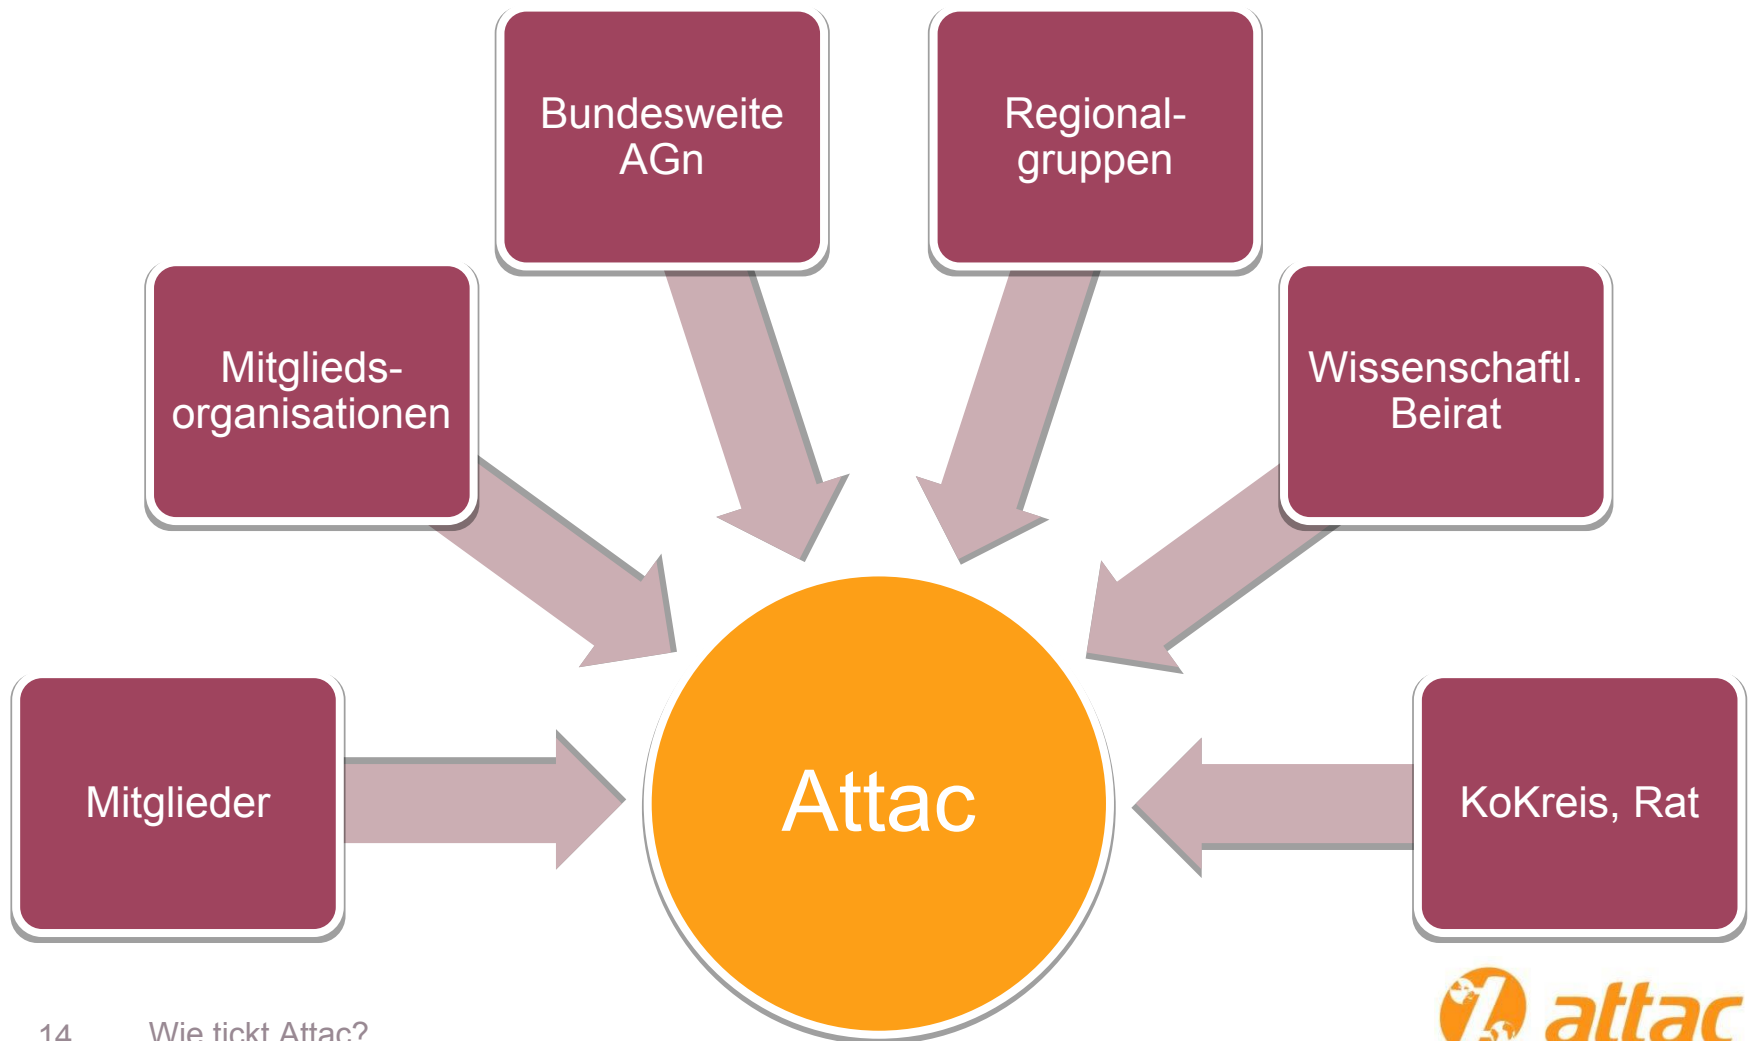 Bundesweite
AGn
Regional-
gruppen
Mitglieds-
organisationen
Wissenschaftl.
Beirat
Mitglieder
Attac
KoKreis, Rat
14 Wie tickt Attac?
attac